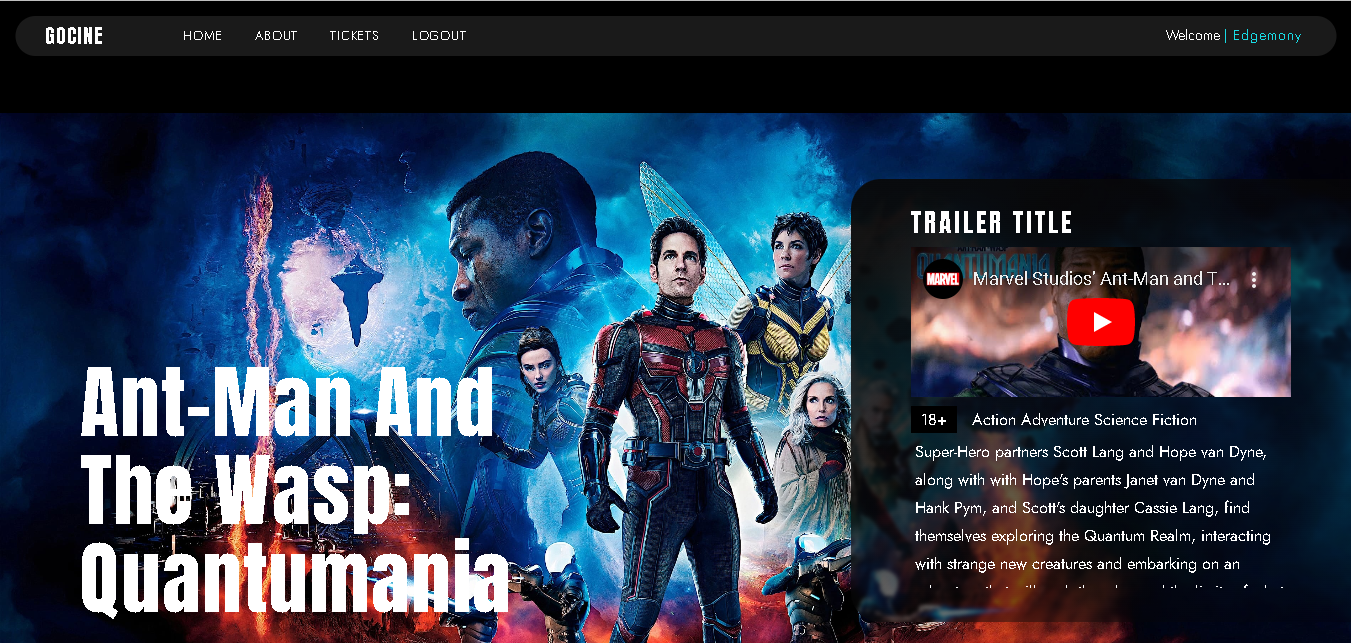 GOCINE
HOME ABOUT TICKETS LOGOUT
Welcome | Edgemony
Ant-Man And
The Wasp:
Quantumania
TRAILER TITLE
MARVEL
Marvel Studios' Ant-Man and T...
18+ Action Adventure Science Fiction
Super-Hero partners Scott Lang and Hope van Dyne,
along with with Hope's parents Janet van Dyne and
Hank Pym, and Scott's daughter Cassie Lang, find
themselves exploring the Quantum Realm, interacting
with strange new creatures and embarking on an